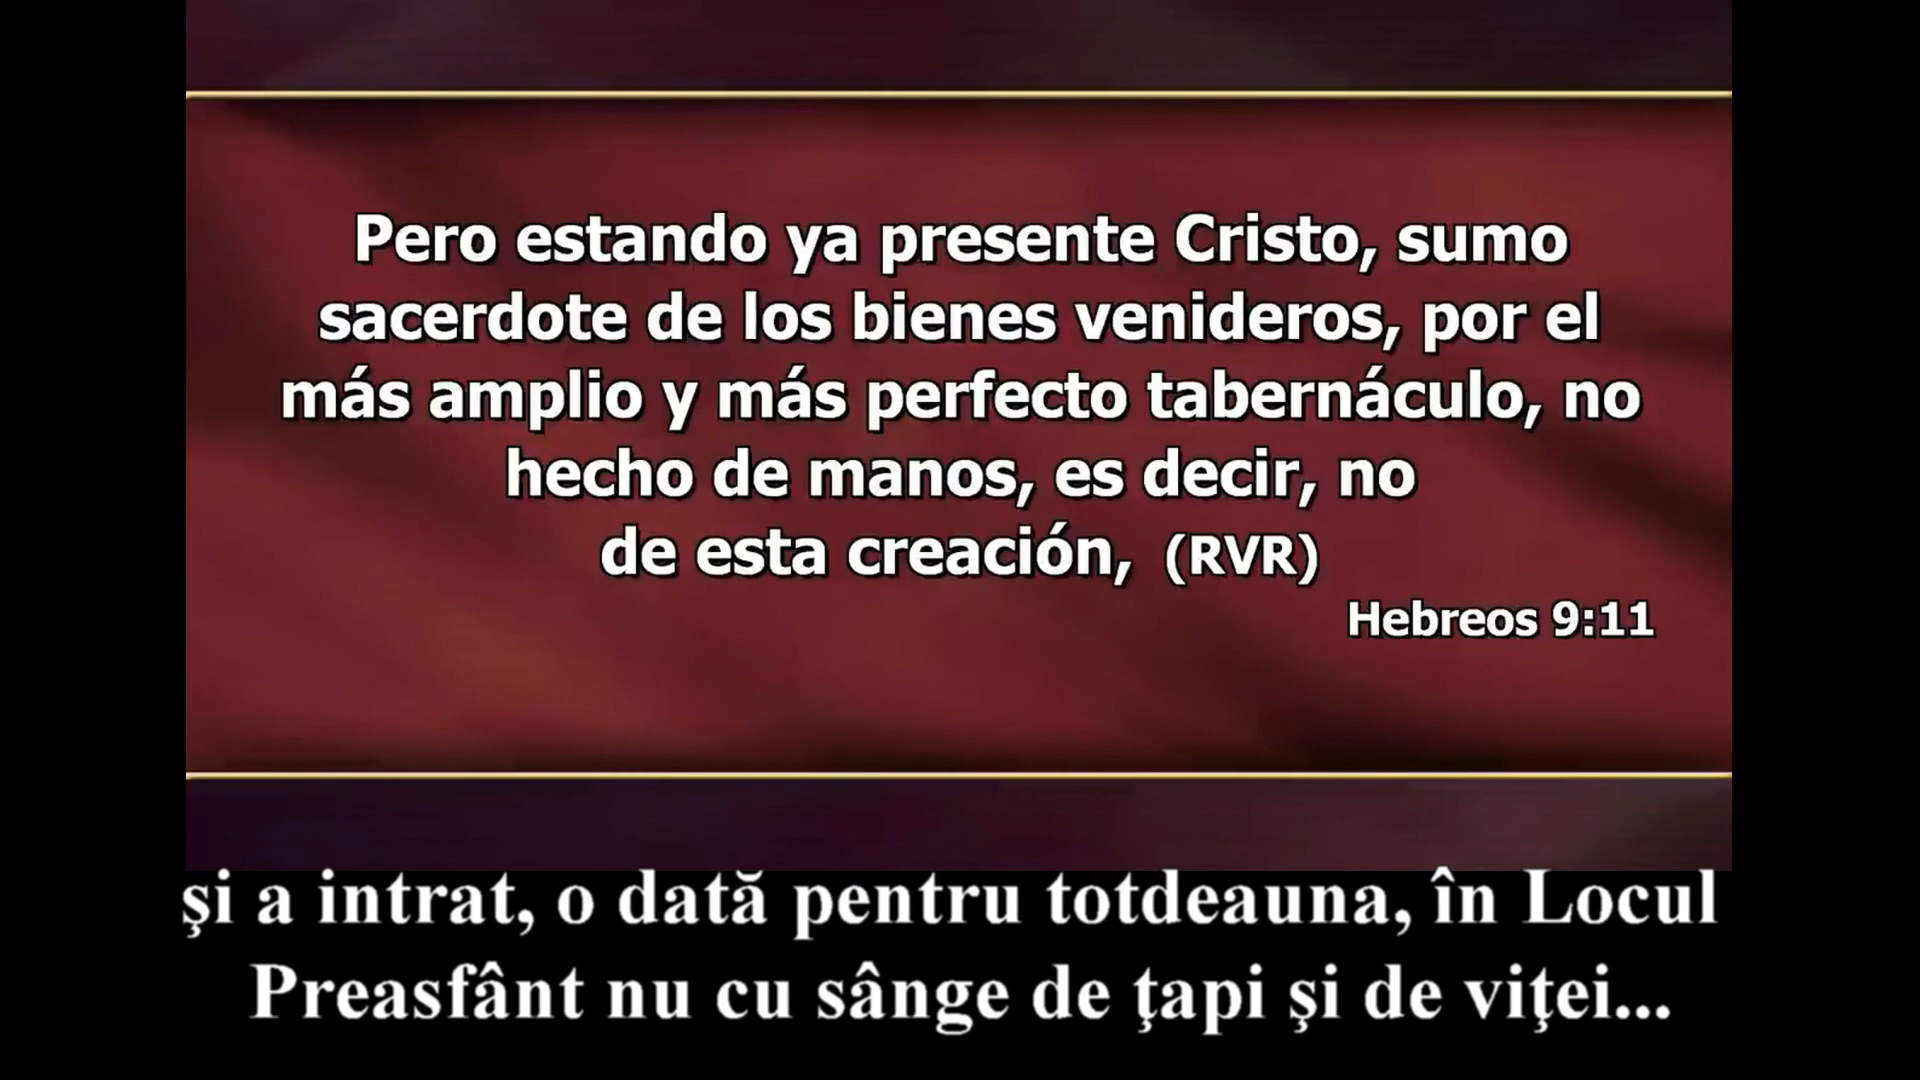 Pero estando ya presente Cristo, sumo
sacerdote de los bienes venideros, por el
más amplio y más perfecto tabernáculo, no
hecho de manos, es decir, no
de esta creación, (RVR)
Hebreos 9:11
şi a intrat, o dată pentru totdeauna, în Locul
Preasfânt nu cu sânge de ţapi şi de viţei...